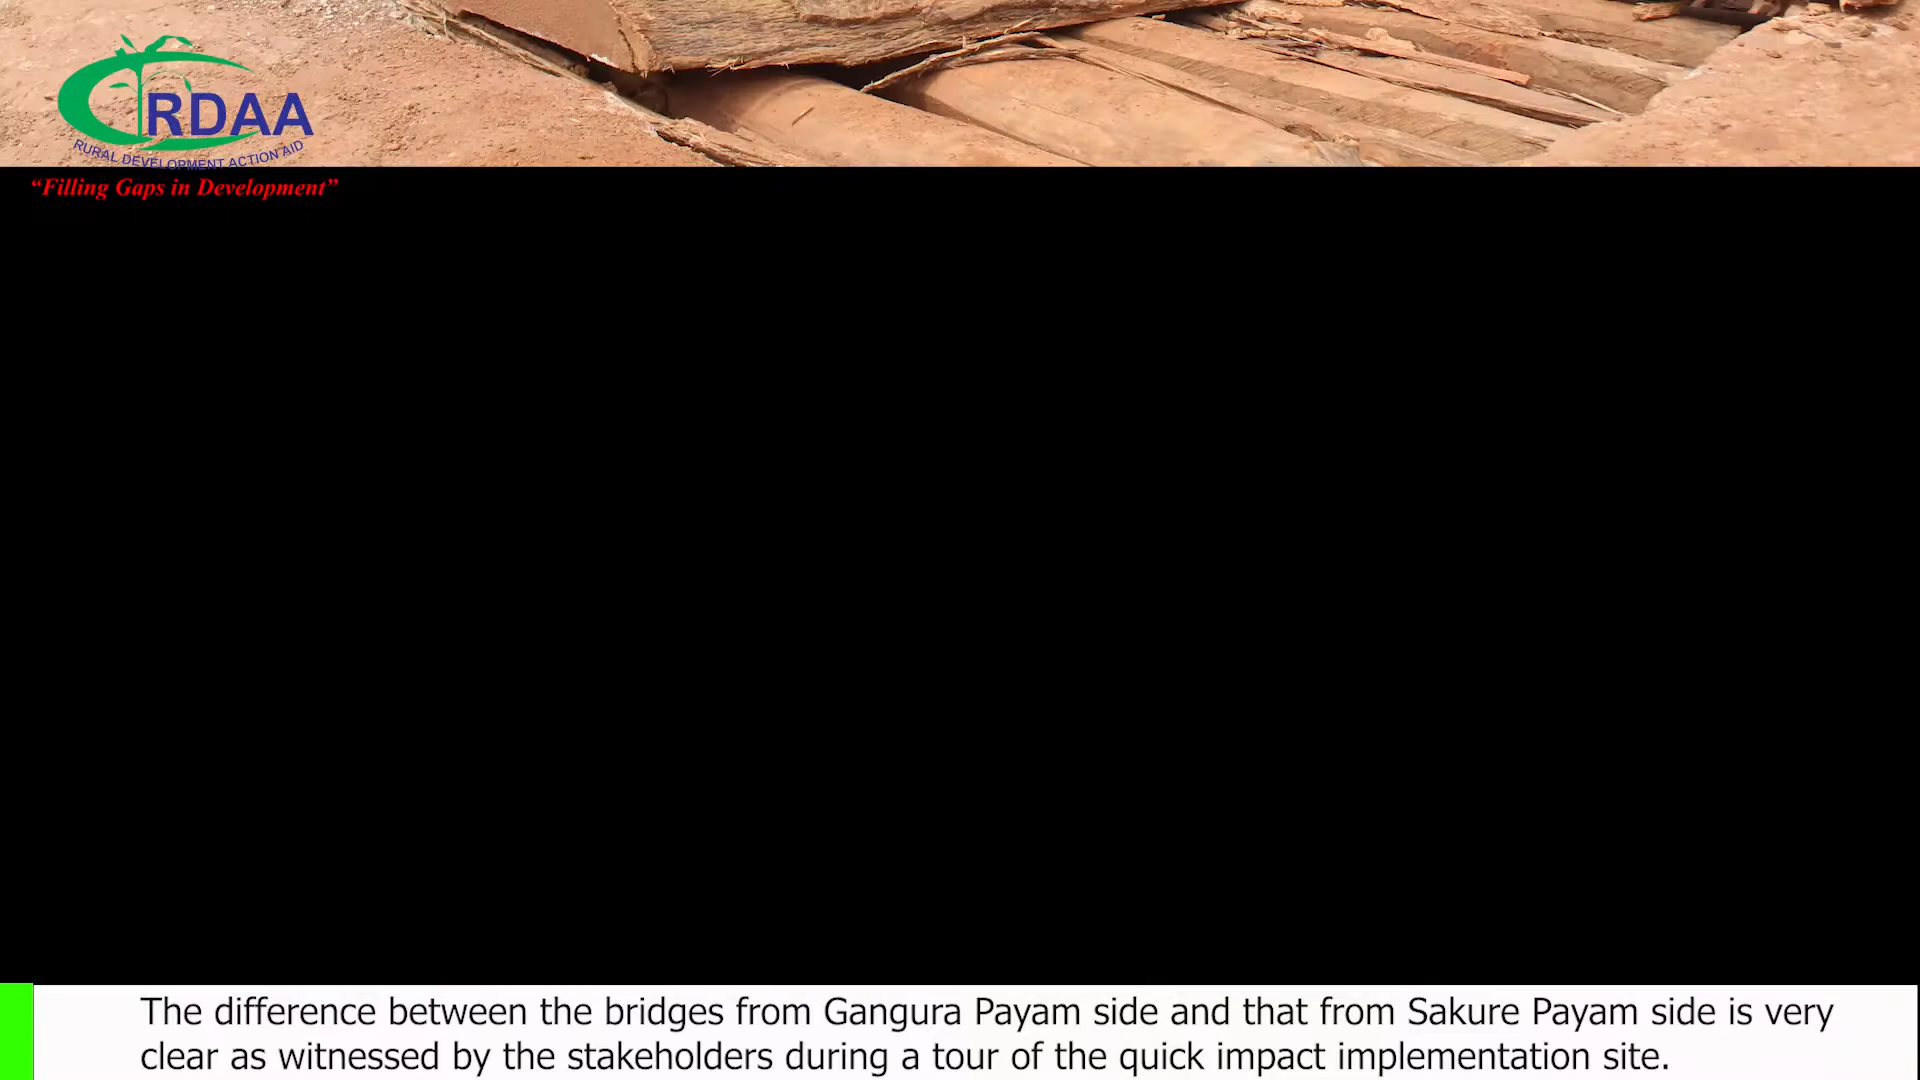 RDAA
RURAL DEVELOPMENT ACTION AID
“Filling Gaps in Development”
The difference between the bridges from Gangura Payam side and that from Sakure Payam side is very
clear as witnessed by the stakeholders during a tour of the quick impact implementation site.